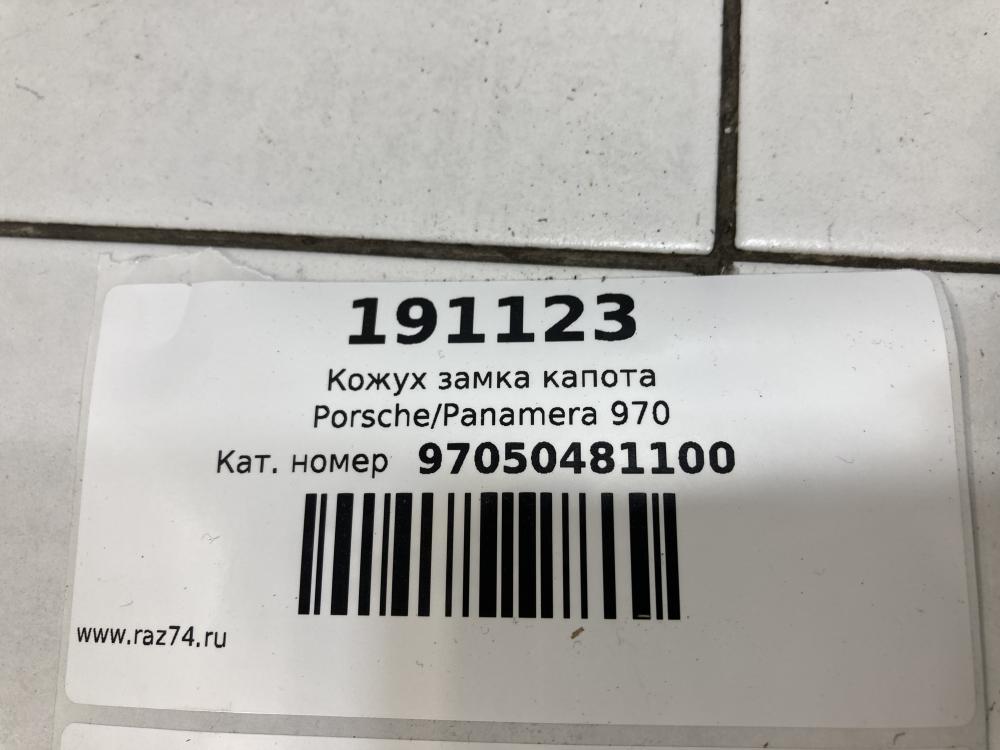 191123
Кожух замка капота
Porsche/Panamera 970
Кат. номер 97050481100
www.raz74.ru